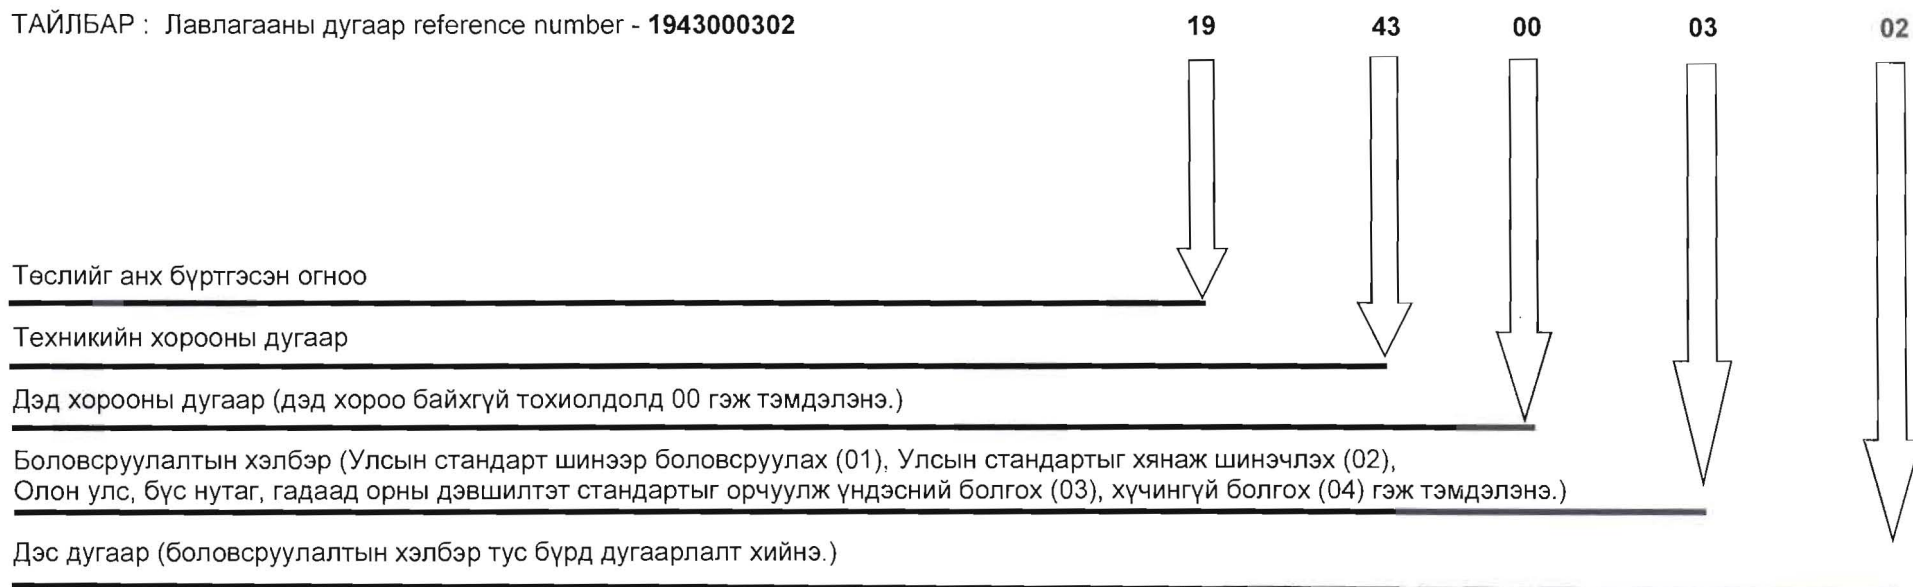 ТАЙЛБАР : Лавлагааны дугаар reference number - 1943000302 19 43 00 03 02
Төслийг анх бүртгэсэн огноо
Техникийн хорооны дугаар
Дэд хорооны дугаар (дэд хороо байхгүй тохиолдолд 00 гэж тэмдэлэнэ.)
Боловсруулалтын хэлбэр (Улсын стандарт шинээр боловсруулах (01), Улсын стандартыг хянаж шинэчлэх (02),
Олон улс, бүс нутаг, гадаад орны дэвшилтэт стандартыг орчуулж үндэсний болгох (03), хүчингүй болгох (04) гэж тэмдэлэнэ.)
Дэс дугаар (боловсруулалтын хэлбэр тус бүрд дугаарлалт хийнэ.)